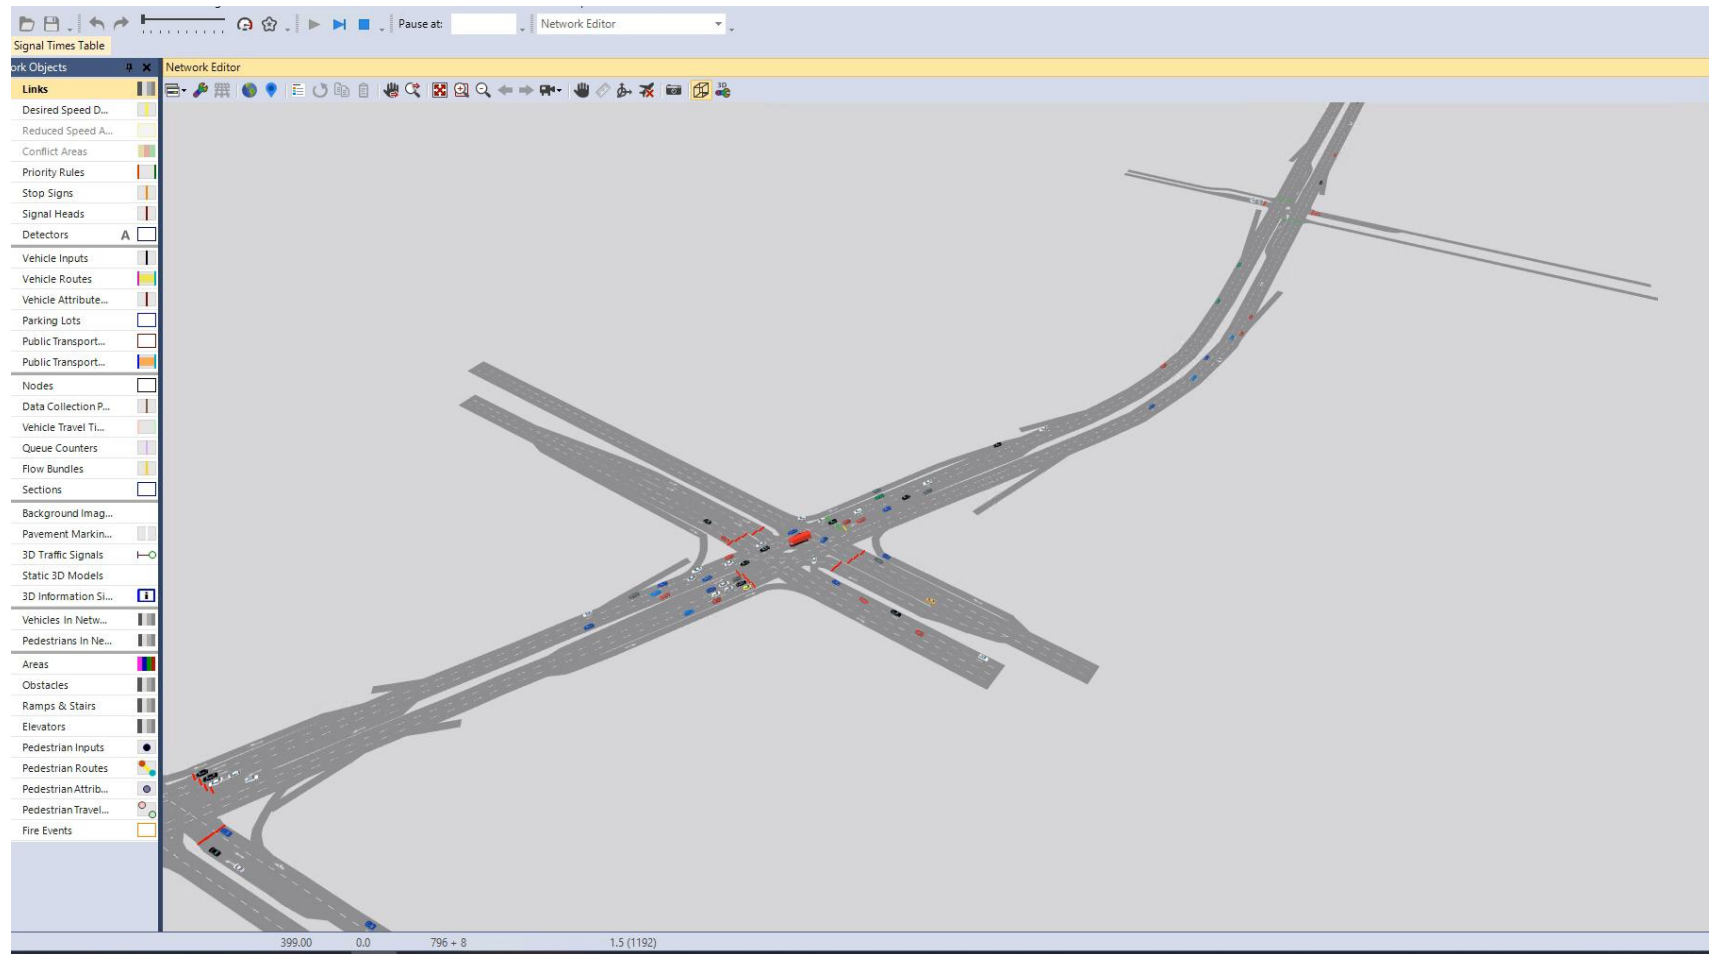 Pause at:
Network Editor
Signal Times Table
ork Objects
Network Editor
Links
Desired Speed D...
Reduced Speed A...
Conflict Areas
Priority Rules
Stop Signs
Signal Heads
Detectors A
Vehicle Inputs
Vehicle Routes
Vehicle Attribute...
Parking Lots
Public Transport...
Public Transport...
Nodes
Data Collection P...
Vehicle Travel Ti...
Queue Counters
Flow Bundles
Sections
Background Imag...
Pavement Markin...
3D Traffic Signals
Static 3D Models
3D Information Si...
Vehicles In Netw...
Pedestrians In Ne...
Areas
Obstacles
Ramps & Stairs
Elevators
Pedestrian Inputs
Pedestrian Routes
Pedestrian Attrib...
Pedestrian Travel...
Fire Events
399.00 0.0 796 + 8 1.5 (1192)